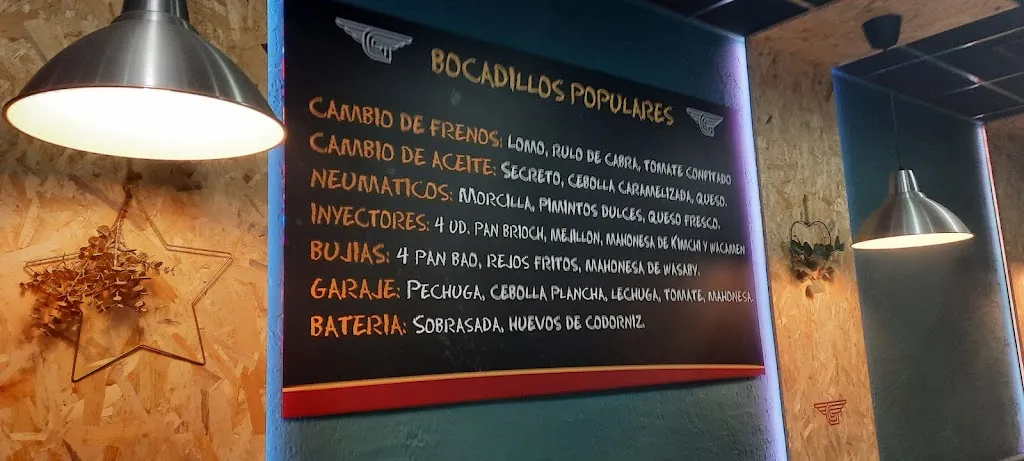 BOCADILLOS POPULARES
CAMBIO DE FRENOS: LOMO, RULO DE CABRA, TOMATE CONFITADO
CAMBIO DE ACEITE: SECRETO, CEBOLLA CARAMELIZADA, QUESO.
NEUMATICOS: MORCILLA, PIMINTOS DULCES, QUESO FRESCO.
INYECTORES: 4 UD. PAN BRIOCH, MEJILLON, MAHONESA DE KIMCHI Y WACAMEN
BUJIAS: 4 PAN BAO, REJOS FRITOS, MAHONESA DE WASABY.
GARAJE: PECHUGA, CEBOLLA PLANCHA, LECHUGA, TOMATE, MAHONESA.
BATERIA: SOBRASADA, HUEVOS DE CODORNIZ.